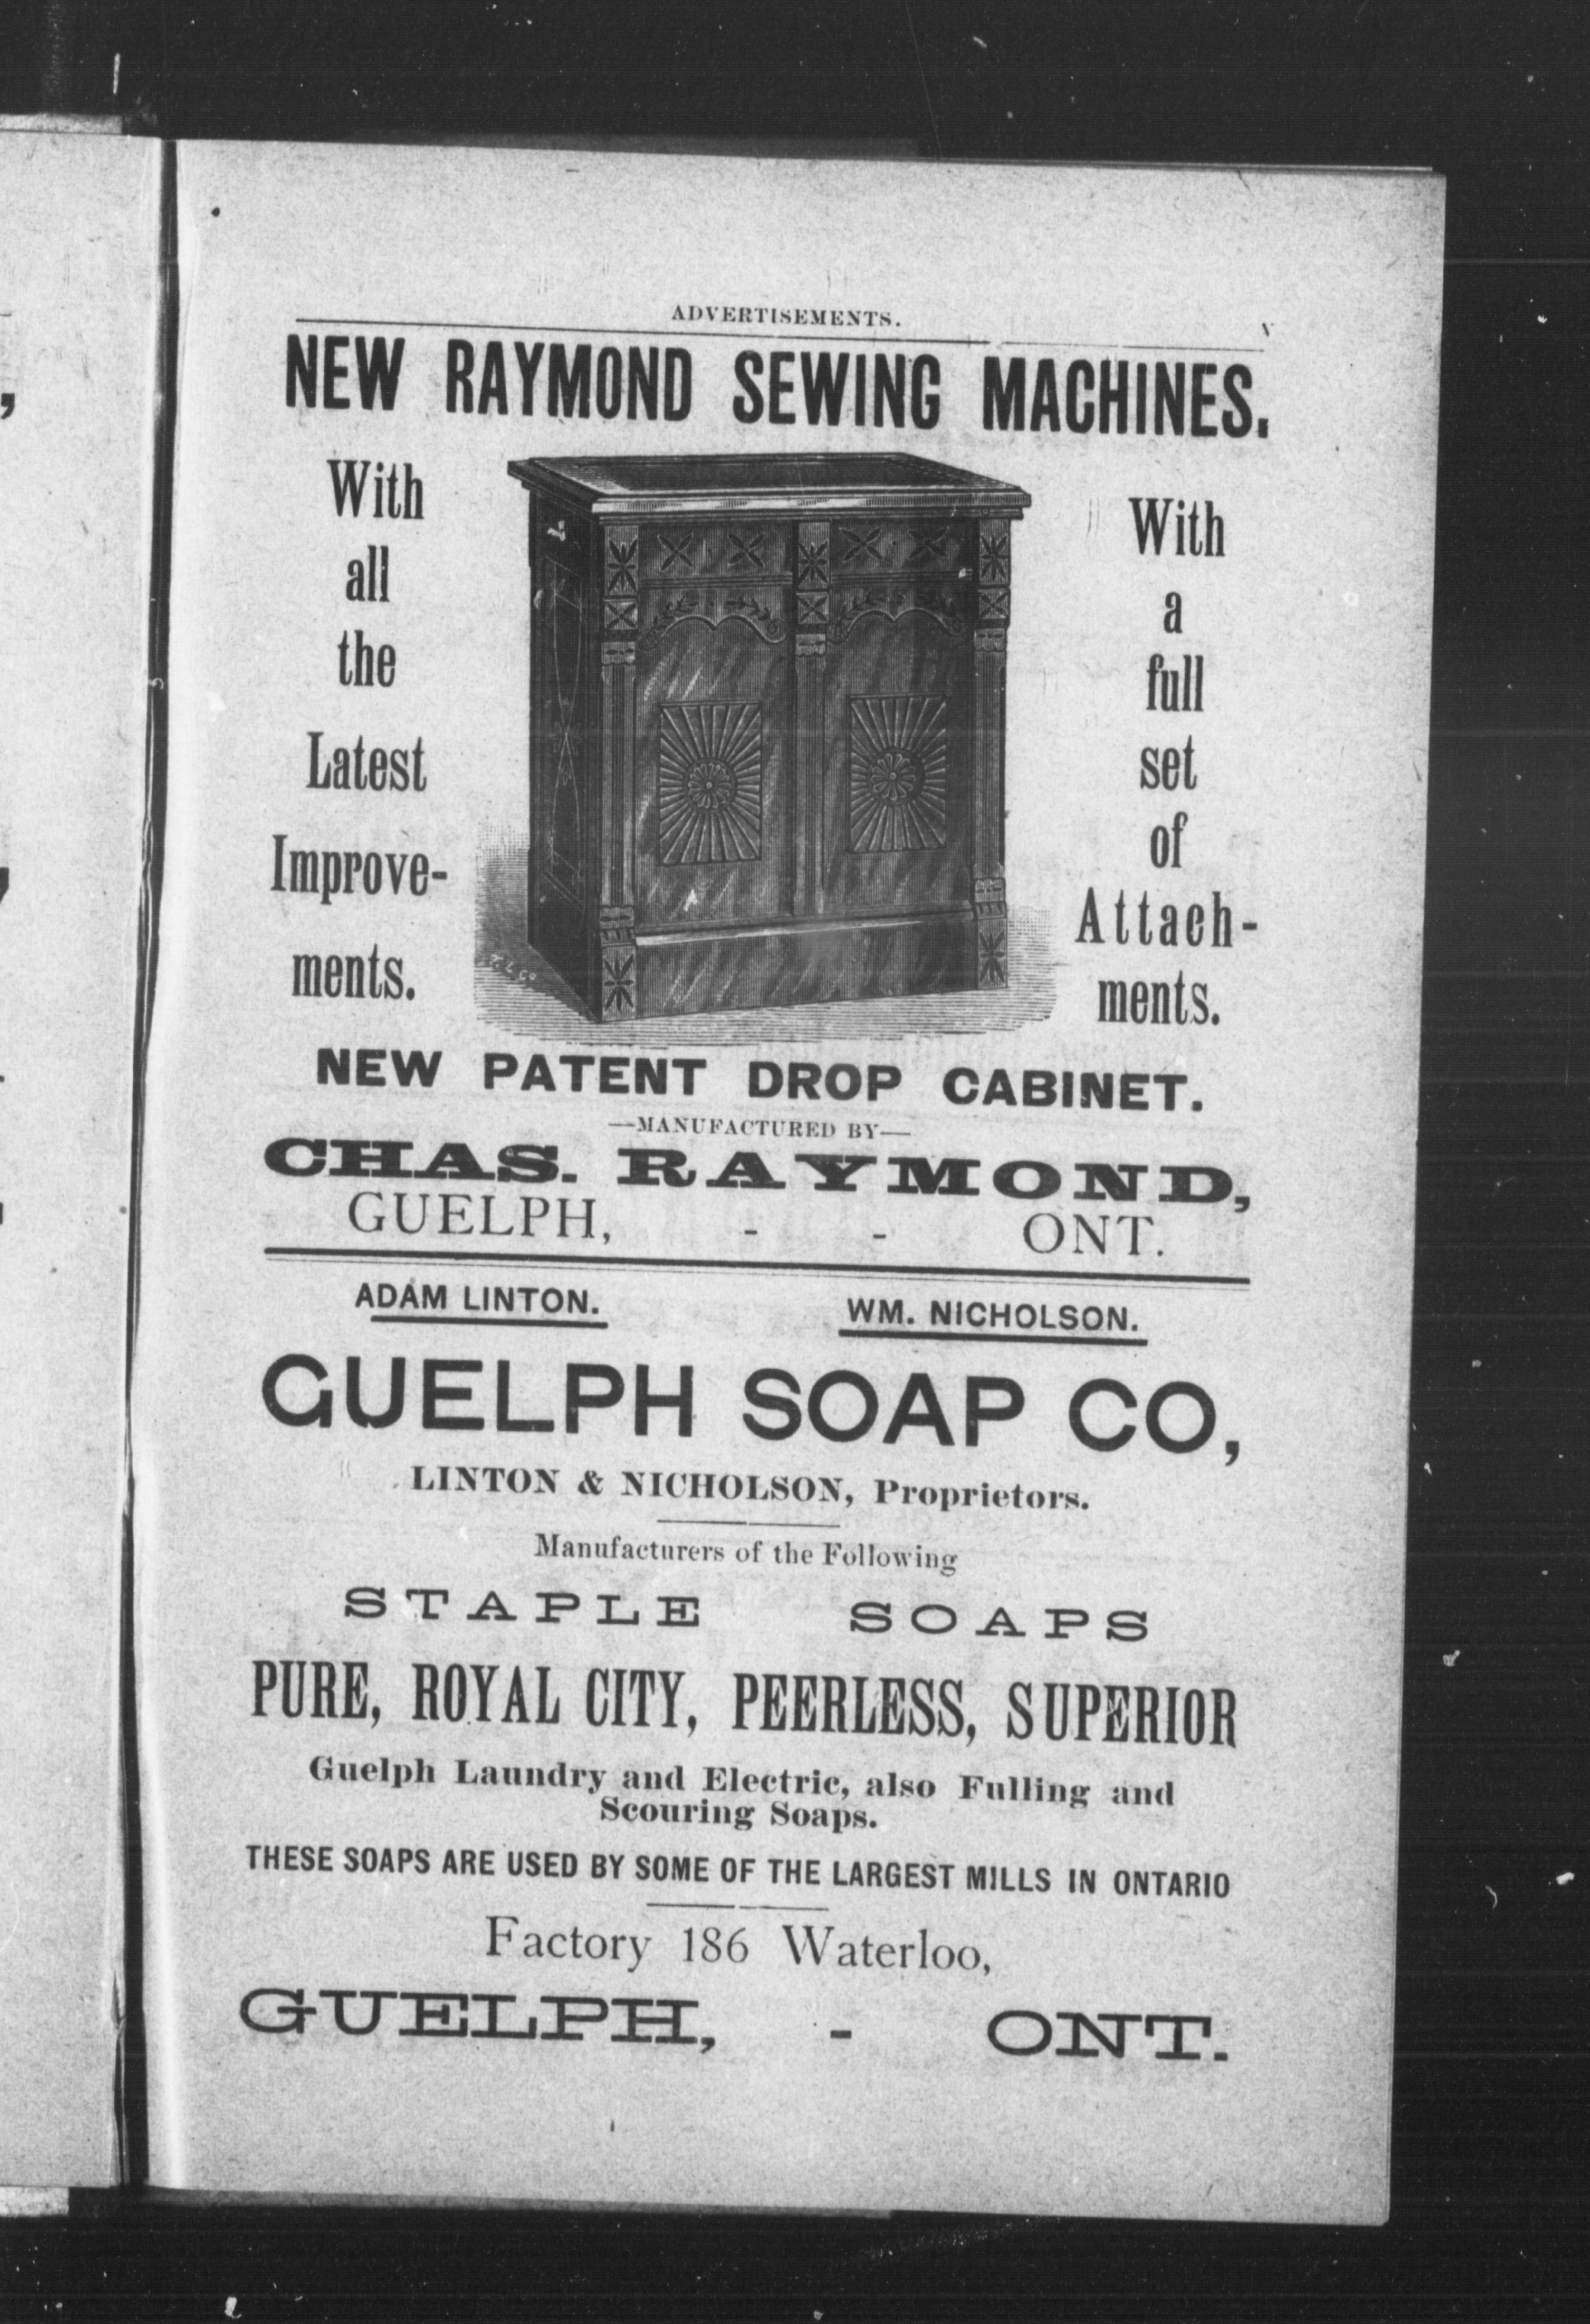 ADVERTISEMENTS. v
NEW RAYMOND SEWING MACHINES.
With
all
the
Latest
Improve-
ments.
With
a
full
set
of
Attach-
ments.
NEW PATENT DROP CABINET.
—MANUFACTURED BY—
CHAS. RAYMOND,
GUELPH, - - ONT.
ADAM LINTON. WM. NICHOLSON.
GUELPH SOAP CO,
LINTON & NICHOLSON, Proprietors.
Manufacturers of the Following
STAPLE SOAPS
PURE, ROYAL CITY, PEERLESS, SUPERIOR
Guelph Laundry and Electric, also Fulling and
Scouring Soaps.
THESE SOAPS ARE USED BY SOME OF THE LARGEST MILLS IN ONTARIO
Factory 186 Waterloo,
GUELPH, - ONT.